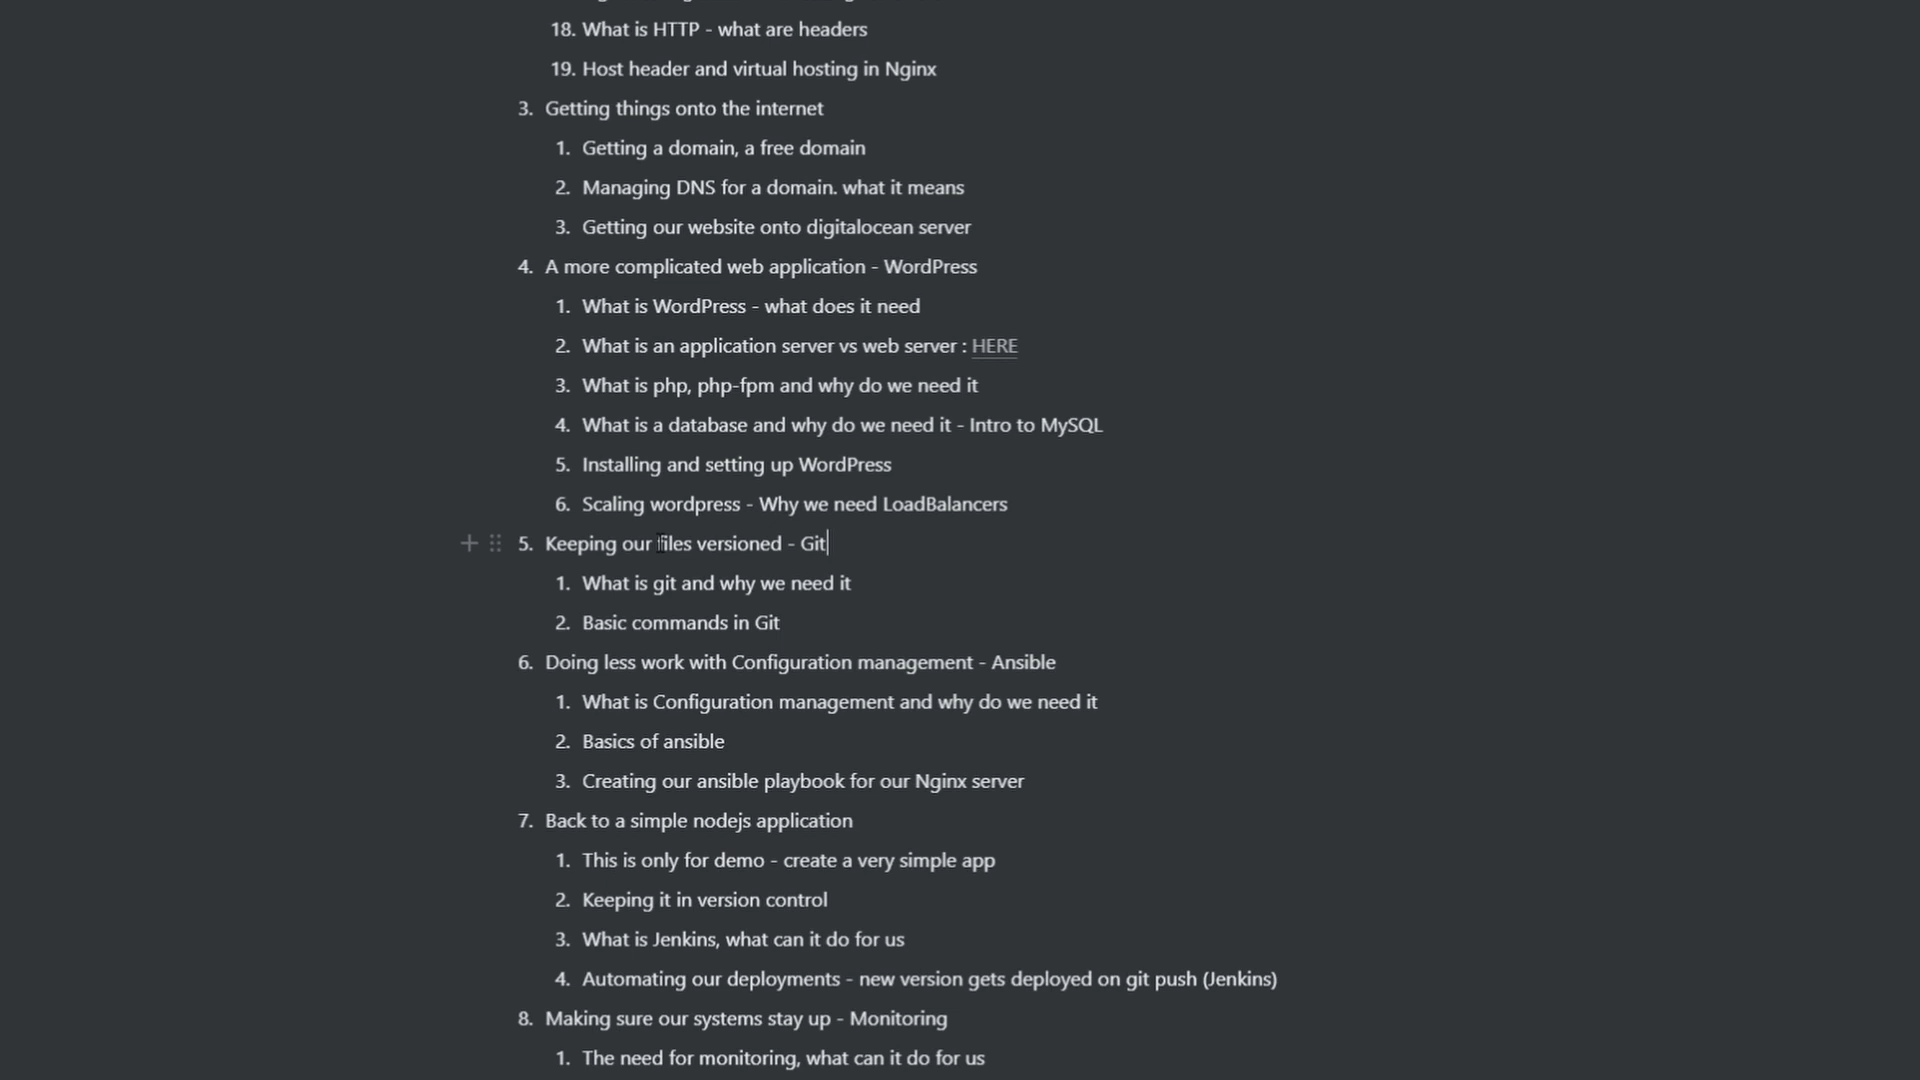 18. What is HTTP - what are headers
19. Host header and virtual hosting in Nginx
3. Getting things onto the internet
1. Getting a domain, a free domain
2. Managing DNS for a domain. what it means
3. Getting our website onto digitalocean server
4. A more complicated web application - WordPress
1. What is WordPress - what does it need
2. What is an application server vs web server : HERE
3. What is php, php-fpm and why do we need it
4. What is a database and why do we need it - Intro to MySQL
5. Installing and setting up WordPress
6. Scaling wordpress - Why we need LoadBalancers
5. Keeping our files versioned - Git
1. What is git and why we need it
2. Basic commands in Git
6. Doing less work with Configuration management - Ansible
1. What is Configuration management and why do we need it
2. Basics of ansible
3. Creating our ansible playbook for our Nginx server
7. Back to a simple nodejs application
1. This is only for demo - create a very simple app
2. Keeping it in version control
3. What is Jenkins, what can it do for us
4. Automating our deployments - new version gets deployed on git push (Jenkins)
8. Making sure our systems stay up - Monitoring
1. The need for monitoring, what can it do for us